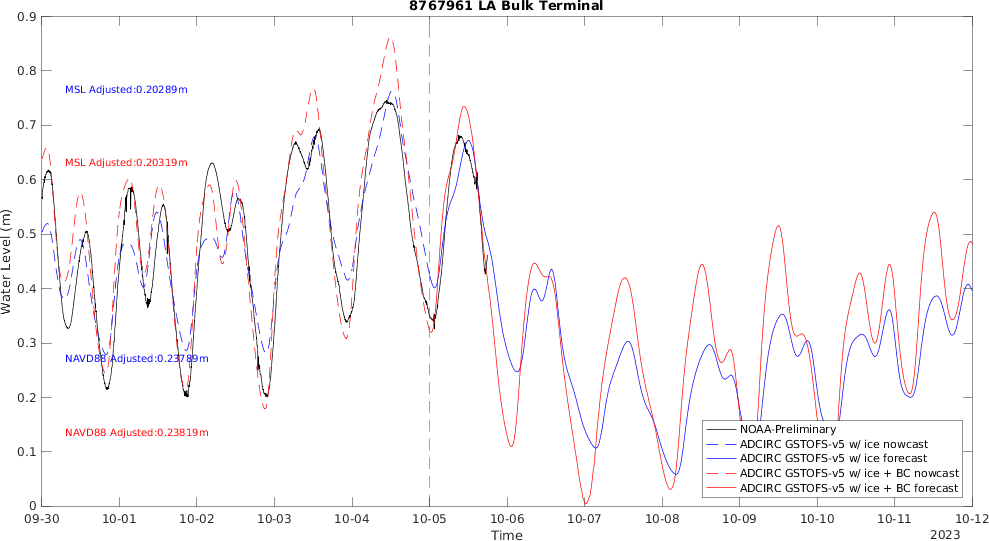 8767961 LA Bulk Terminal
0.9
0.8
0.7
0.6
0.5
0.4
0.3
0.2
0.1
0
Water Level (m)
MSL Adjusted:0.20289m
MSL Adjusted:0.20319m
NAVD88 Adjusted:0.23789m
NAVD88 Adjusted:0.23819m
NOAA-Preliminary
ADCIRC GSTOFS-v5 w/ ice nowcast
ADCIRC GSTOFS-v5 w/ ice forecast
ADCIRC GSTOFS-v5 w/ ice + BC nowcast
ADCIRC GSTOFS-v5 w/ ice + BC forecast
09-30 10-01 10-02 10-03 10-04 10-05 10-06 10-07 10-08 10-09 10-10 10-11 10-12
Time
2023